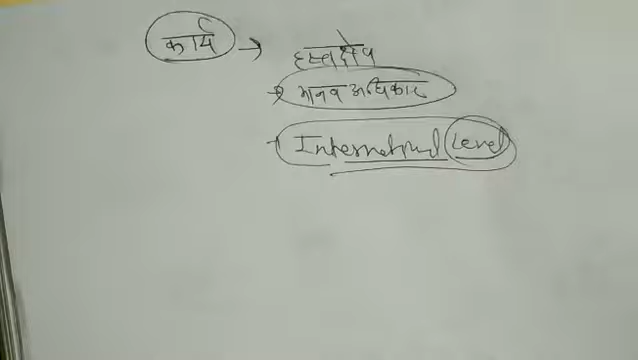 कार्य → हस्तक्षेप
→ मानव अधिकार
→ International Level